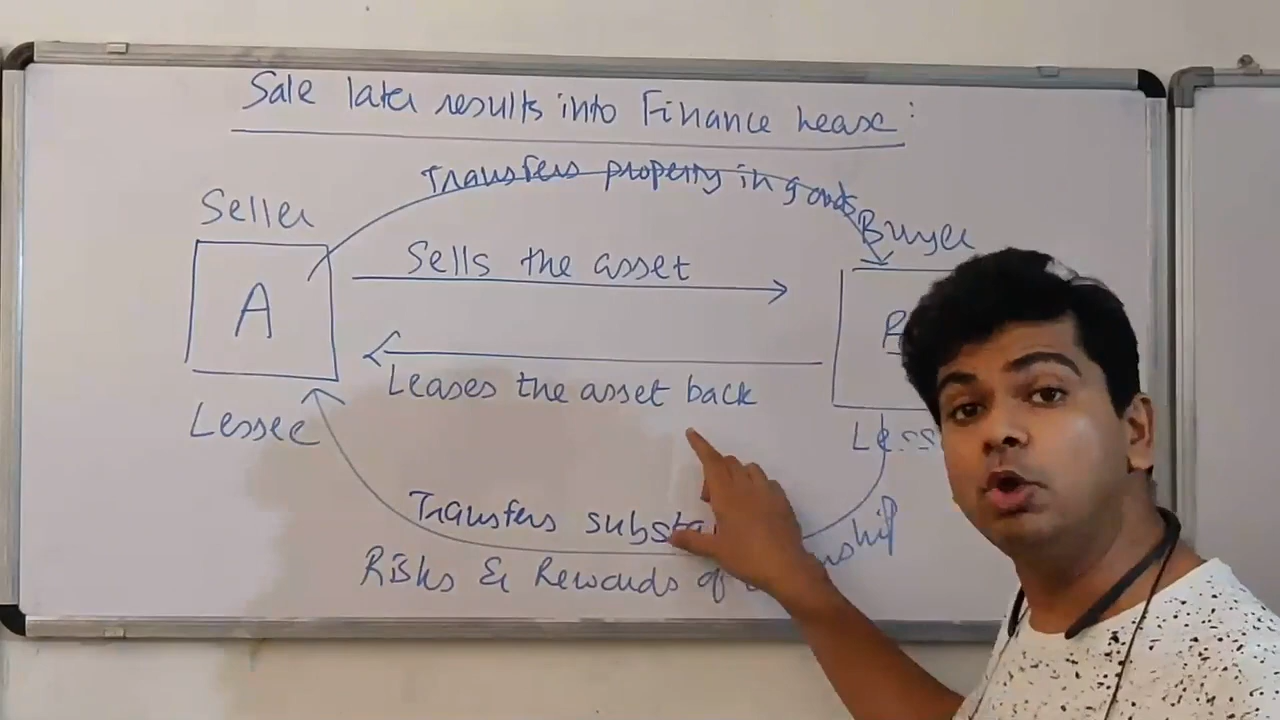 Sale later results into Finance Lease:
Transfers property in goods
Seller
Buyer
Sells the asset
A
Leases the asset back
Lessee
Transfers
Risks & Rewards of